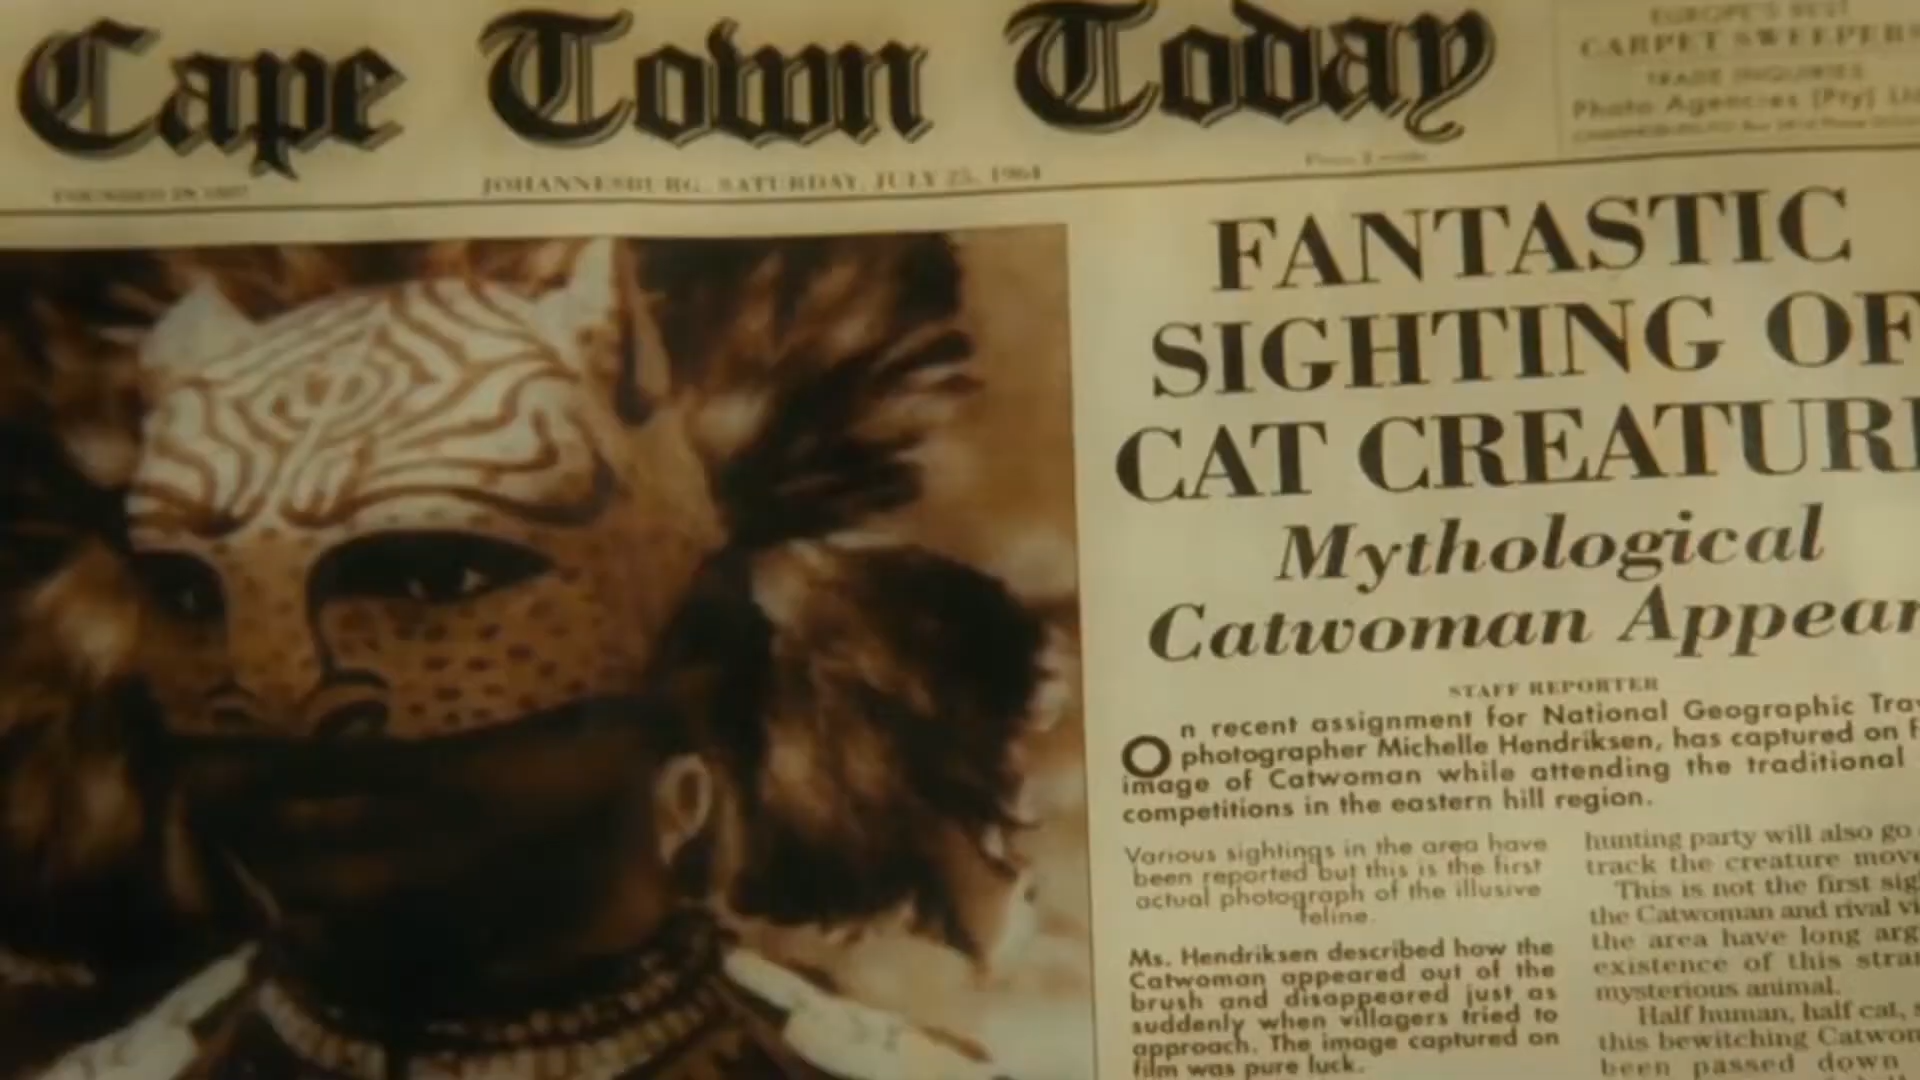 Cape Town Today
EUROPE'S BEST
CARPET SWEEPERS
TRADE INQUIRIES
Photo Agencies (Pty) Lt
JOHANNESBURG, SATURDAY, JULY 25, 1964
FANTASTIC
SIGHTING OF
CAT CREATUR
Mythological
Catwoman Appear
STAFF REPORTER
On recent assignment for National Geographic Tra
photographer Michelle Hendriksen, has captured on f
image of Catwoman while attending the traditional
competitions in the eastern hill region.
Various sightings in the area have
been reported but this is the first
actual photograph of the illusive
feline.
Ms. Hendriksen described how the
Catwoman appeared out of the
brush and disappeared just as
suddenly when villagers tried to
approach. The image captured on
film was pure luck.
hunting party will also go
track the creature move
This is not the first sig
the Catwoman and rival vi
the area have long arg
existence of this stra
mysterious animal.
Half human, half cat, s
this bewitching Catwon
been passed down